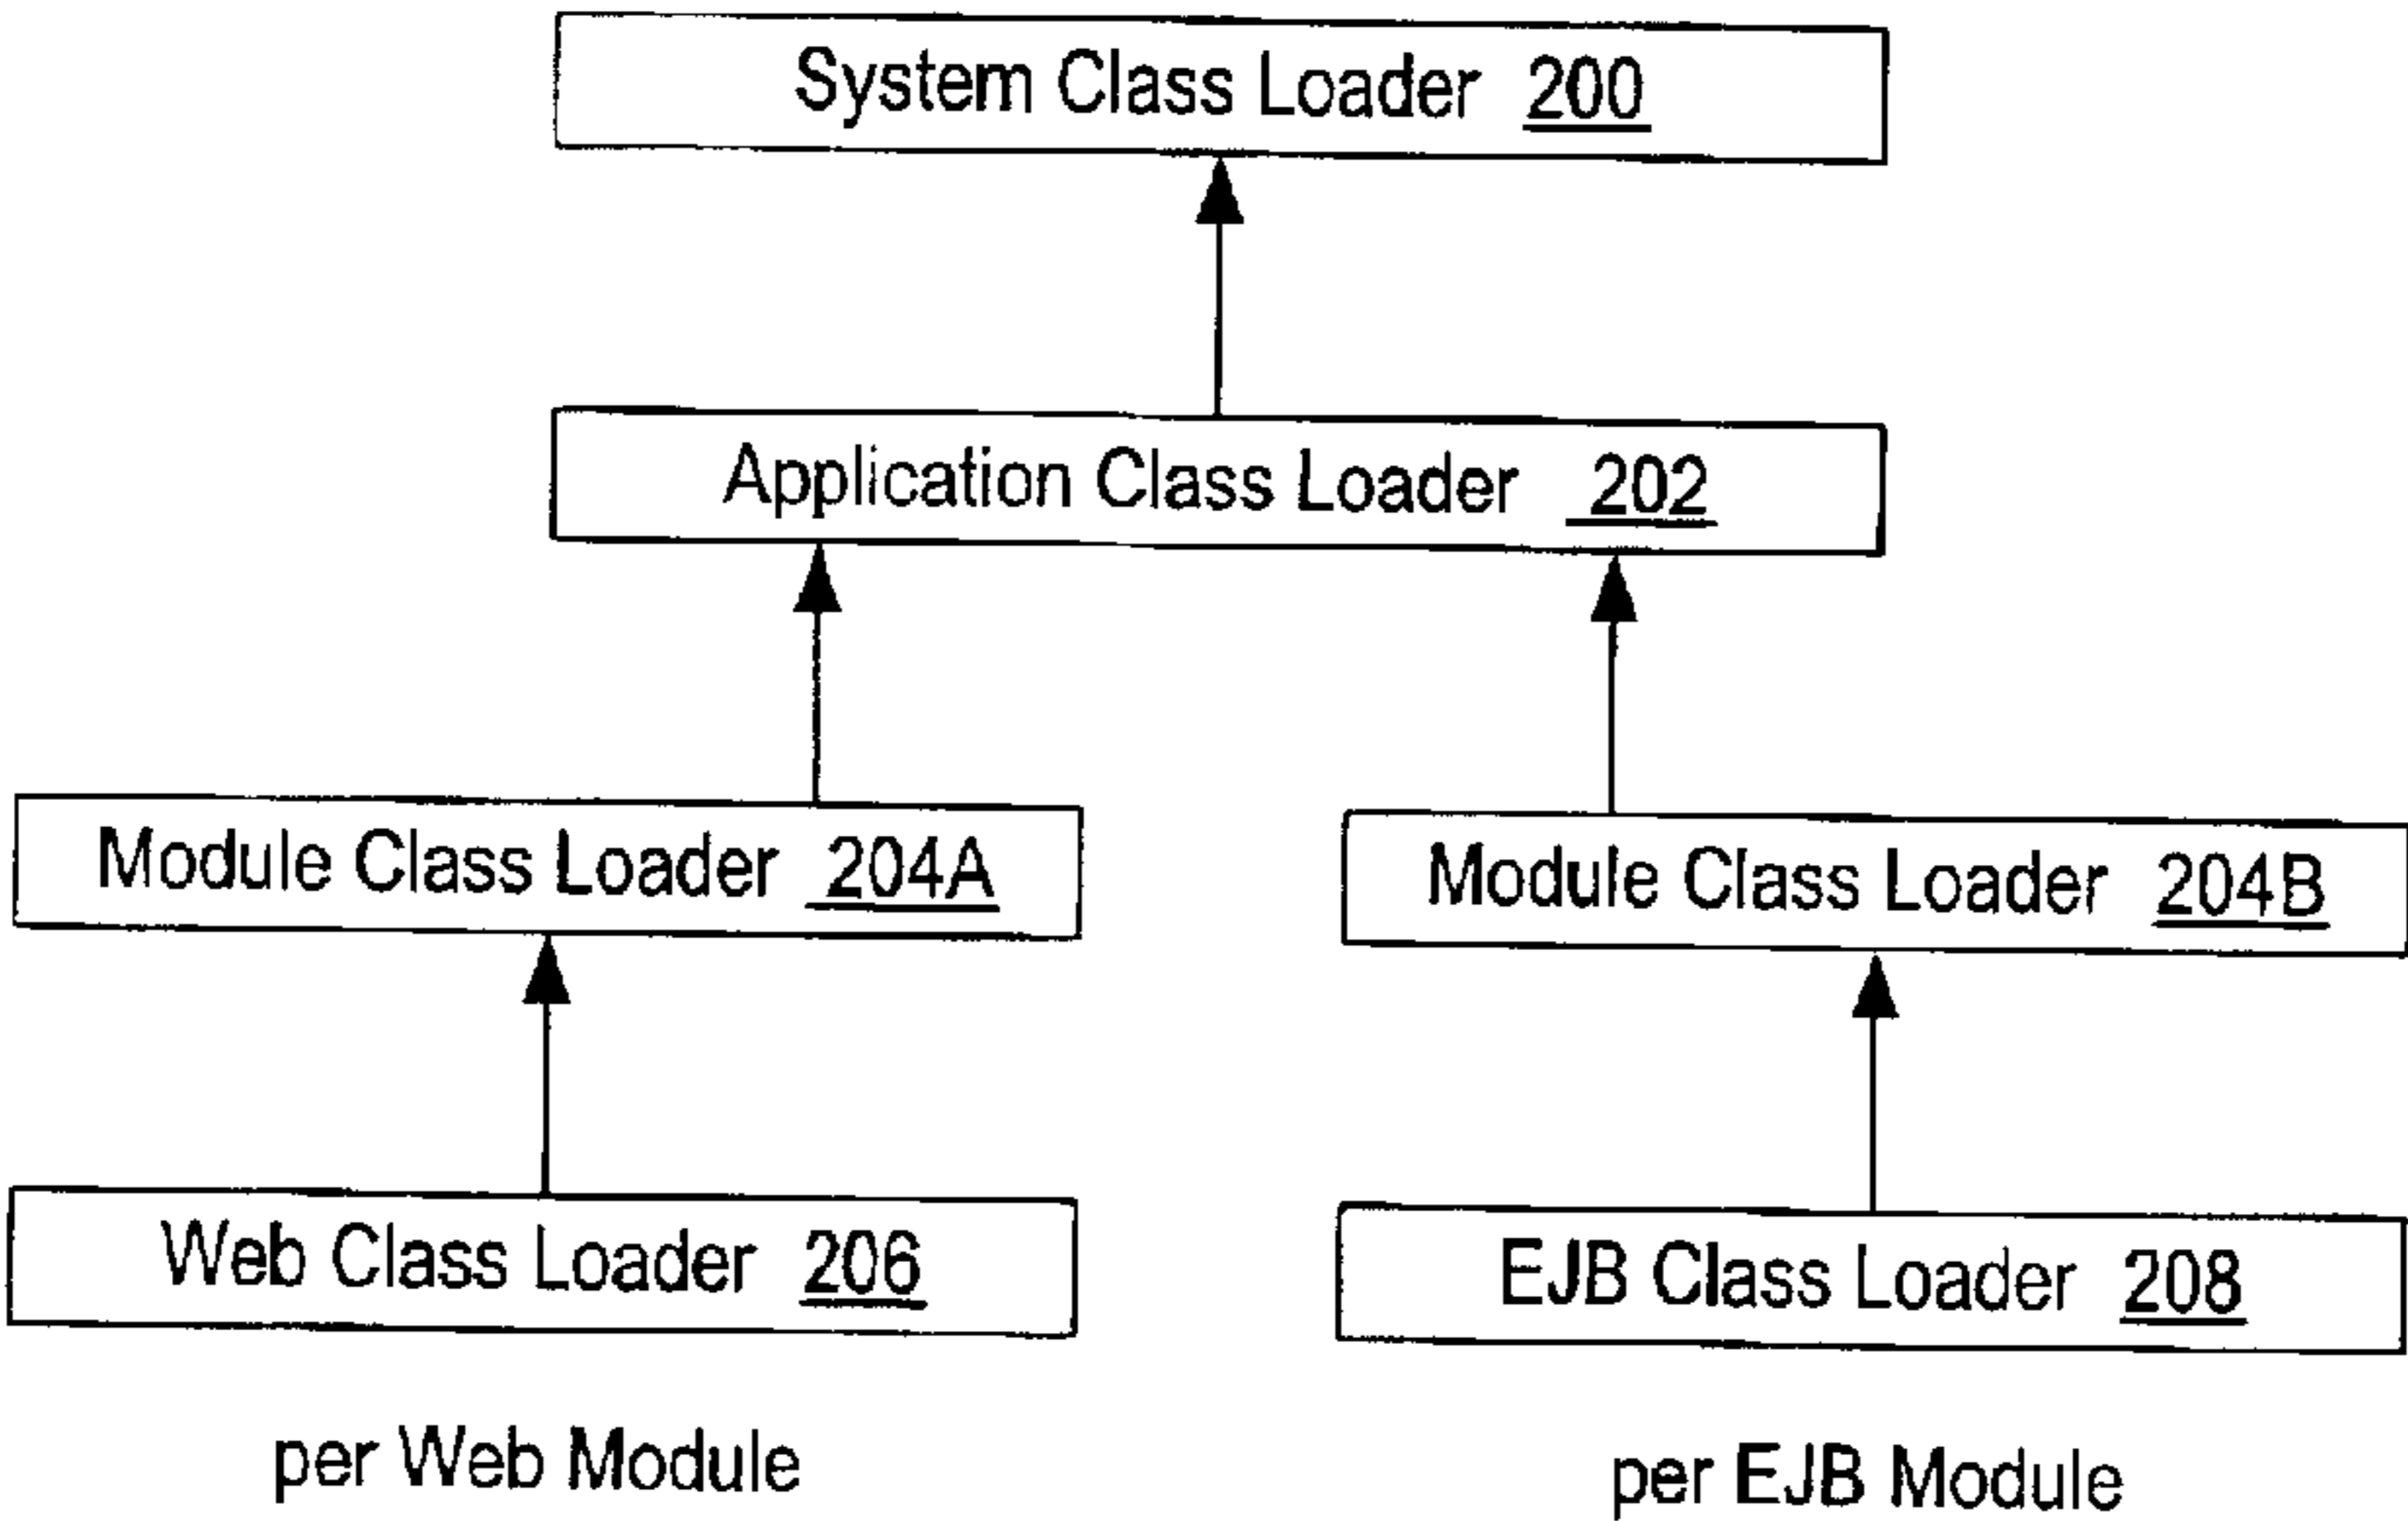 System Class Loader 200
Application Class Loader 202
Module Class Loader 204A
Module Class Loader 204B
Web Class Loader 206
EJB Class Loader 208
per Web Module
per EJB Module